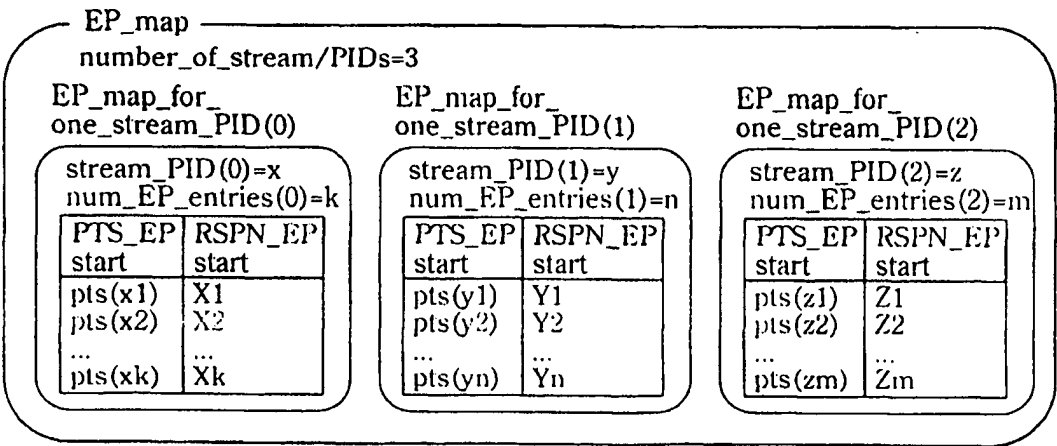 EP_map
number_of_stream/PIDs=3
EP_map_for_
one_stream_PID(0)
stream_PID(0)=x
num_EP_entries(0)=k
PTS_EP RSPN_EP
start start
pts(x1) X1
pts(x2) X2
... ...
pts(xk) Xk
EP_map_for_
one_stream_PID(1)
stream_PID(1)=y
num_EP_entries(1)=n
PTS_EP RSPN_EP
start start
pts(y1) Y1
pts(y2) Y2
... ...
pts(yn) Yn
EP_map_for_
one_stream_PID(2)
stream_PID(2)=z
num_EP_entries(2)=m
PTS_EP RSPN_EP
start start
pts(z1) Z1
pts(z2) Z2
... ...
pts(zm) Zm